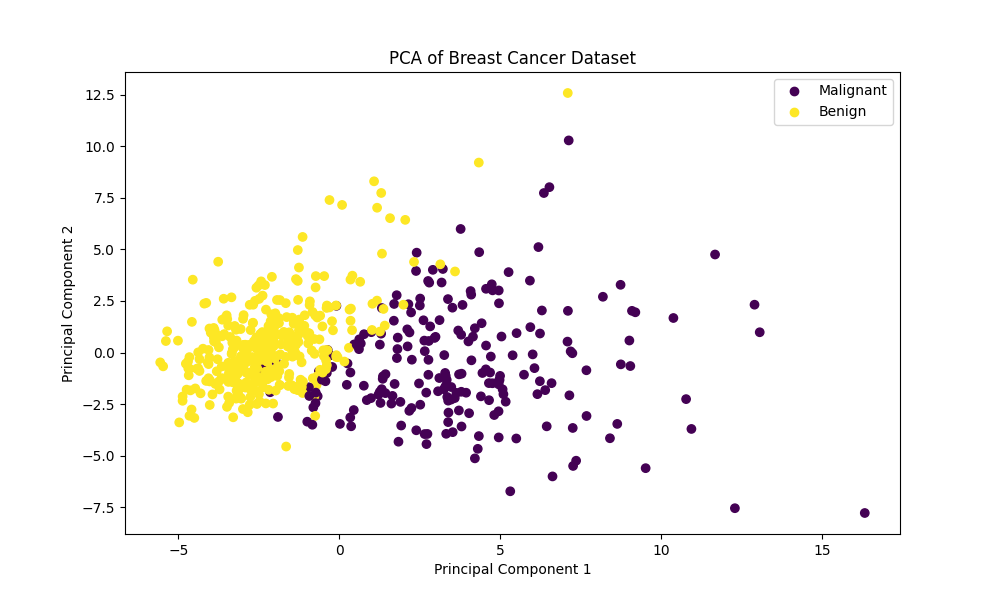 PCA of Breast Cancer Dataset
Malignant
Benign
12.5
10.0
7.5
5.0
2.5
0.0
−2.5
−5.0
−7.5
Principal Component 2
−5
0
5
10
15
Principal Component 1